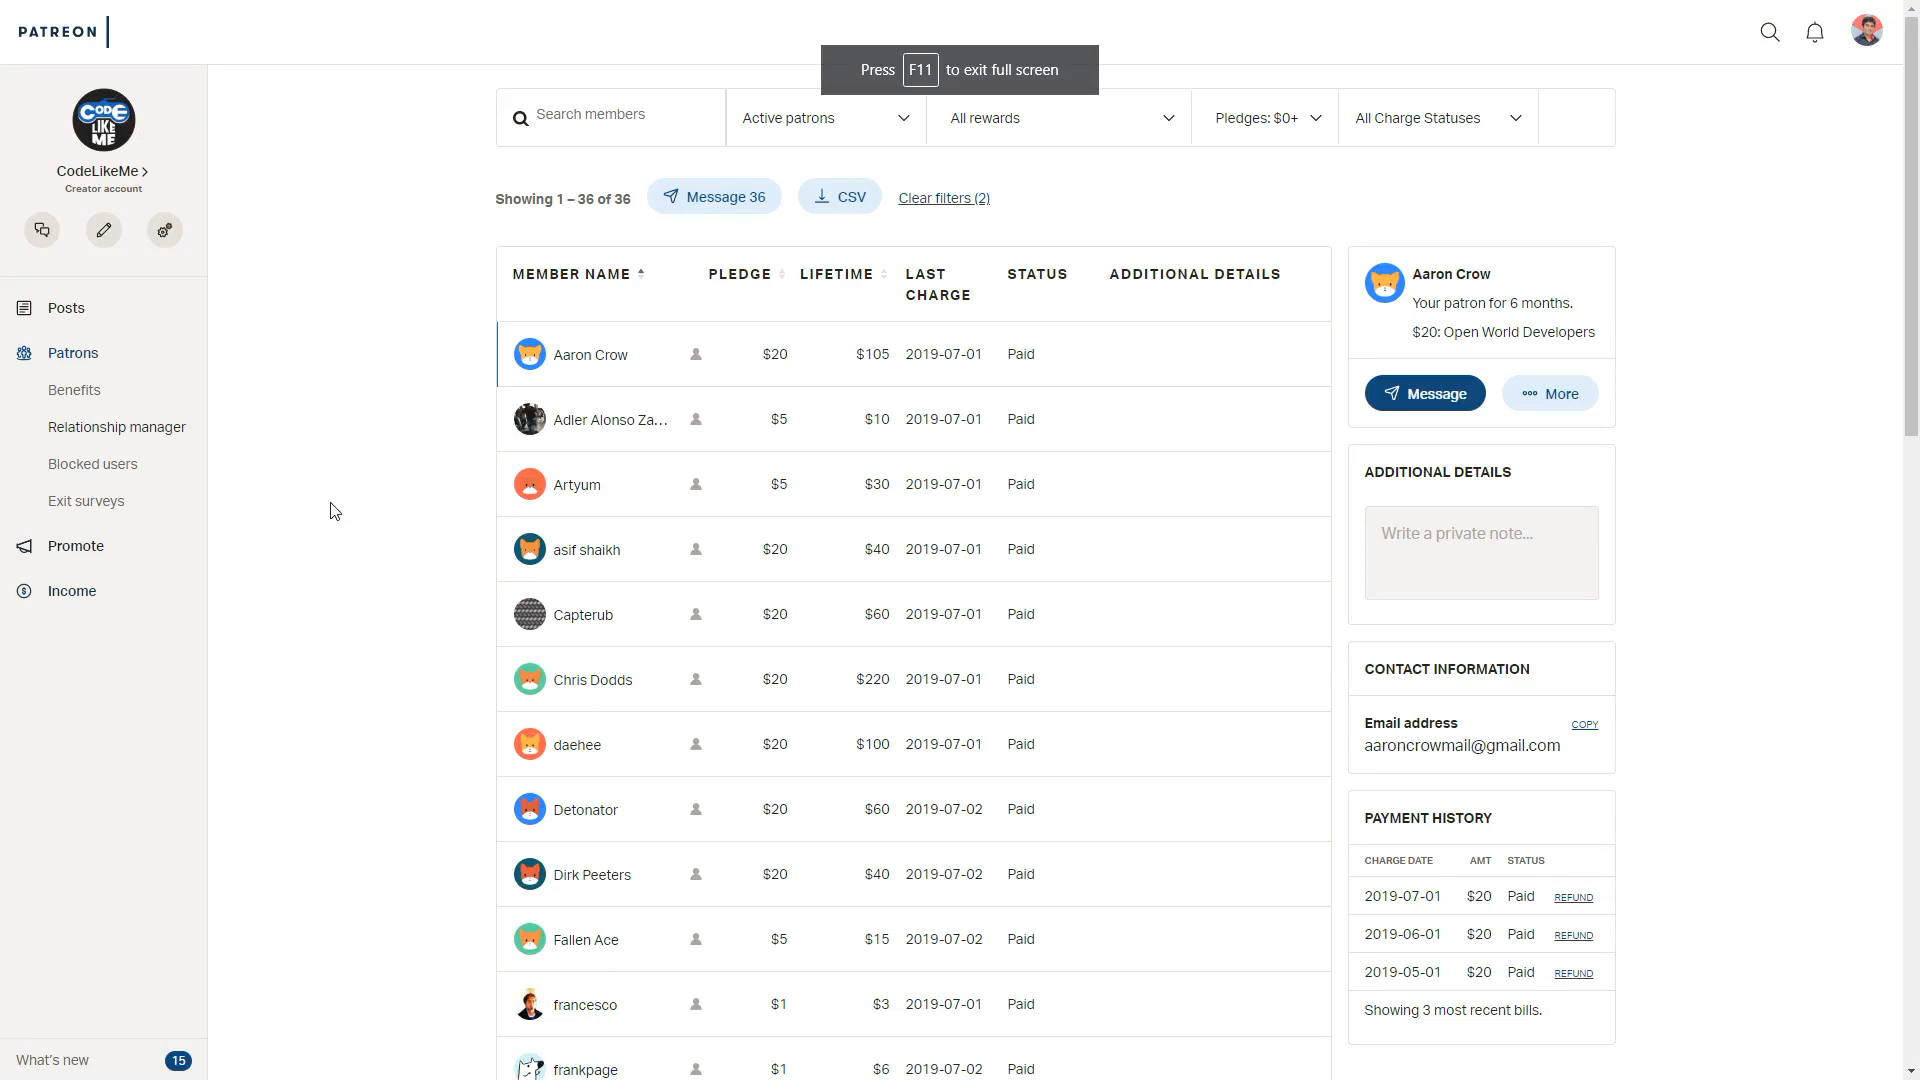 PATREON
Press F11 to exit full screen
CODE
LIKE
ME
CodeLikeMe
Creator account
Posts
Patrons
Benefits
Relationship manager
Blocked users
Exit surveys
Promote
Income
What's new 15
Search members Active patrons All rewards Pledges: $0+ All Charge Statuses
Showing 1 – 36 of 36 Message 36 CSV Clear filters (2)
MEMBER NAME PLEDGE LIFETIME LAST CHARGE STATUS ADDITIONAL DETAILS
Aaron Crow $20 $105 2019-07-01 Paid
Adler Alonso Za... $5 $10 2019-07-01 Paid
Artyum $5 $30 2019-07-01 Paid
asif shaikh $20 $40 2019-07-01 Paid
Capterub $20 $60 2019-07-01 Paid
Chris Dodds $20 $220 2019-07-01 Paid
daehee $20 $100 2019-07-01 Paid
Detonator $20 $60 2019-07-02 Paid
Dirk Peeters $20 $40 2019-07-02 Paid
Fallen Ace $5 $15 2019-07-02 Paid
francesco $1 $3 2019-07-01 Paid
frankpage $1 $6 2019-07-02 Paid
Aaron Crow
Your patron for 6 months.
$20: Open World Developers
Message More
ADDITIONAL DETAILS
Write a private note...
CONTACT INFORMATION
Email address COPY
aaroncrowmail@gmail.com
PAYMENT HISTORY
CHARGE DATE AMT STATUS
2019-07-01 $20 Paid REFUND
2019-06-01 $20 Paid REFUND
2019-05-01 $20 Paid REFUND
Showing 3 most recent bills.